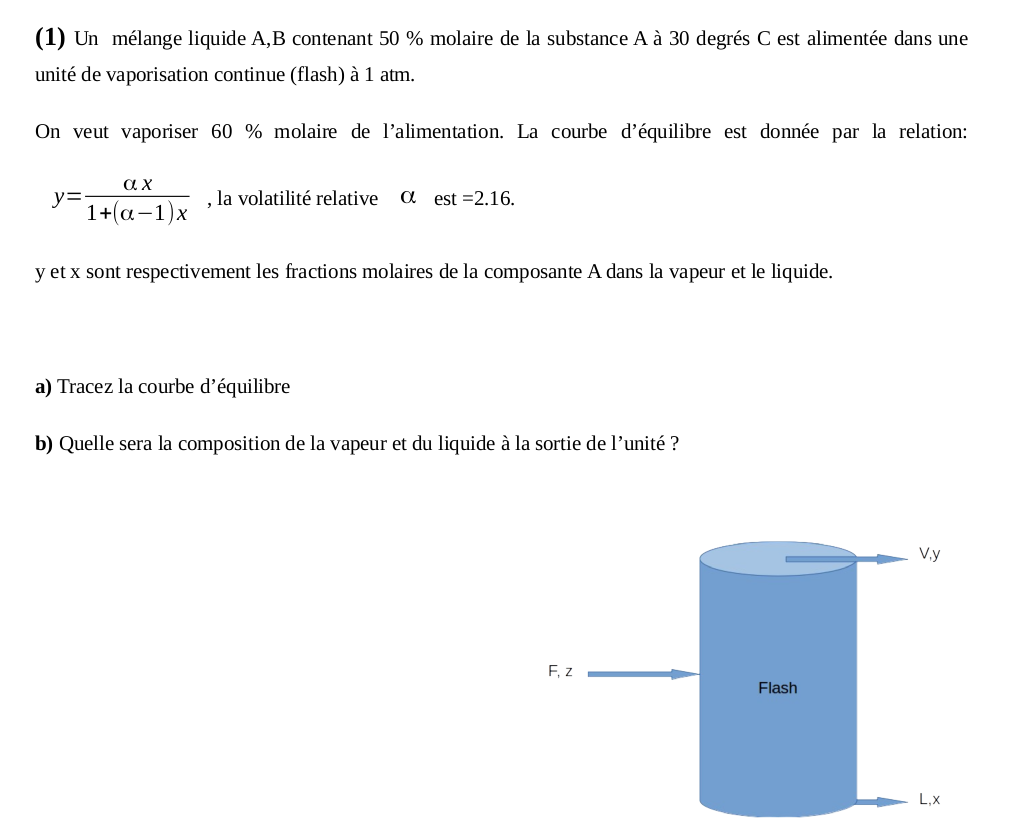 (1) Un mélange liquide A,B contenant 50 % molaire de la substance A à 30 degrés C est alimentée dans une
unité de vaporisation continue (flash) à 1 atm.
On veut vaporiser 60 % molaire de l'alimentation. La courbe d'équilibre est donnée par la relation:
y = α x / 1+(α−1) x , la volatilité relative α est =2.16.
y et x sont respectivement les fractions molaires de la composante A dans la vapeur et le liquide.
a) Tracez la courbe d'équilibre
b) Quelle sera la composition de la vapeur et du liquide à la sortie de l'unité ?
V,y
F, z
Flash
L,x